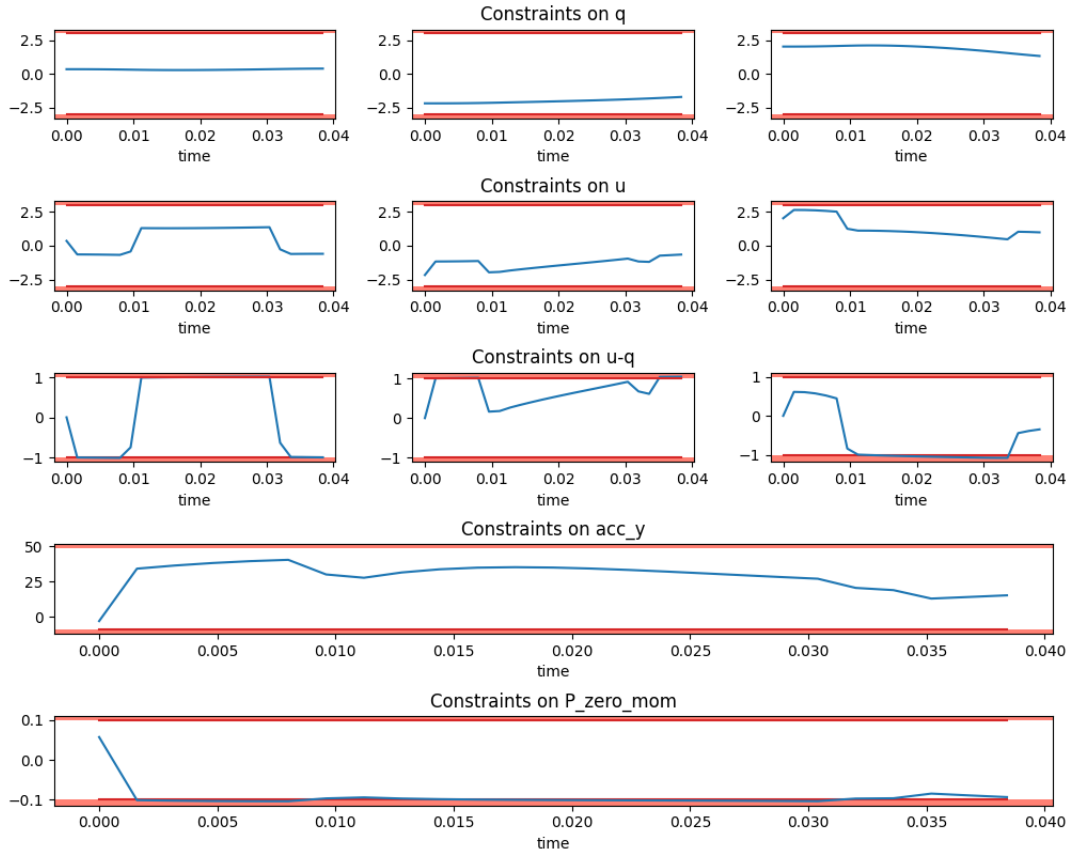 Constraints on q
2.5 2.5 2.5
0.0 0.0 0.0
−2.5 −2.5 −2.5
0.00 0.01 0.02 0.03 0.04 0.00 0.01 0.02 0.03 0.04 0.00 0.01 0.02 0.03 0.04
time time time
Constraints on u
2.5 2.5 2.5
0.0 0.0 0.0
−2.5 −2.5 −2.5
0.00 0.01 0.02 0.03 0.04 0.00 0.01 0.02 0.03 0.04 0.00 0.01 0.02 0.03 0.04
time time time
Constraints on u-q
1 1 1
0 0 0
−1 −1 −1
0.00 0.01 0.02 0.03 0.04 0.00 0.01 0.02 0.03 0.04 0.00 0.01 0.02 0.03 0.04
time time time
Constraints on acc_y
50
25
0
0.000 0.005 0.010 0.015 0.020 0.025 0.030 0.035 0.040
time
Constraints on P_zero_mom
0.1
0.0
−0.1
0.000 0.005 0.010 0.015 0.020 0.025 0.030 0.035 0.040
time